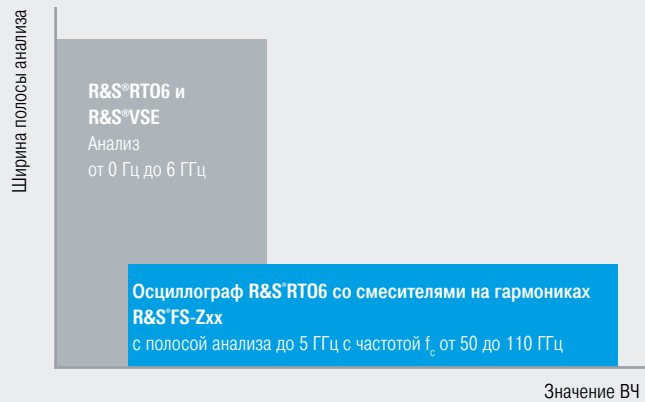 Ширина полосы анализа
R&S®RTO6 и
R&S®VSE
Анализ
от 0 Гц до 6 ГГц
Осциллограф R&S®RTO6 со смесителями на гармониках
R&S®FS-Zxx
с полосой анализа до 5 ГГц с частотой fc от 50 до 110 ГГц
Значение ВЧ